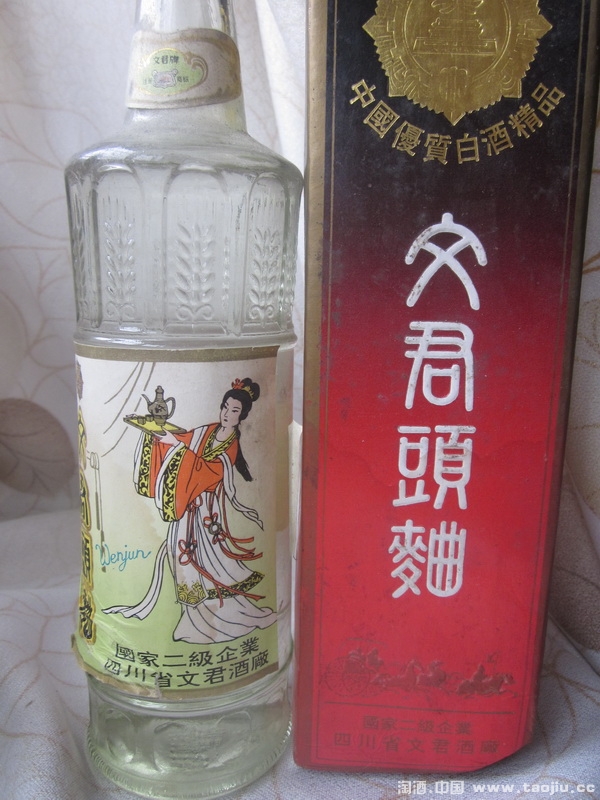 文君牌
中國優質白酒精品
文君頭麯
Wenjun
國家二級企業
四川省文君酒廠
國家二級企業
四川省文君酒廠
淘酒.中国 www.taojiu.cc